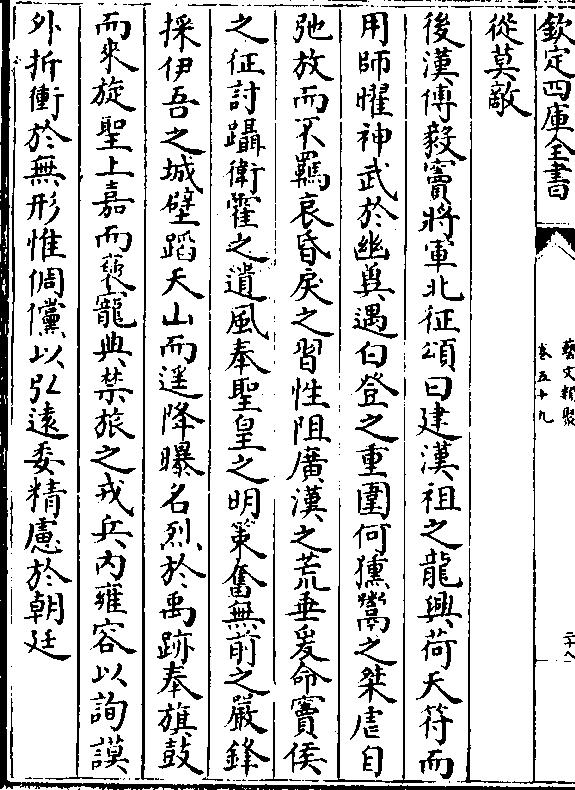 欽定四庫全書
藝文類聚
卷五十九
二十八
從莫敵
後漢傅毅竇將軍北征頌曰建漢祖之龍興荷天符而
用師曜神武於幽冀遇白登之重圍何獯鬻之桀虐自
弛放而不羈哀昏戾之習性阻廣漢之荒垂爰命竇侯
之征討躡衛霍之遺風奉聖皇之明策奮無前之嚴鋒
採伊吾之城壁蹈天山而遥降曝名烈於禹跡奉旗鼓
而來旋聖上嘉而裦寵典禁旅之戎兵内雍容以詢謨
外折衝於無形惟倜儻以弘遠委精慮於朝廷